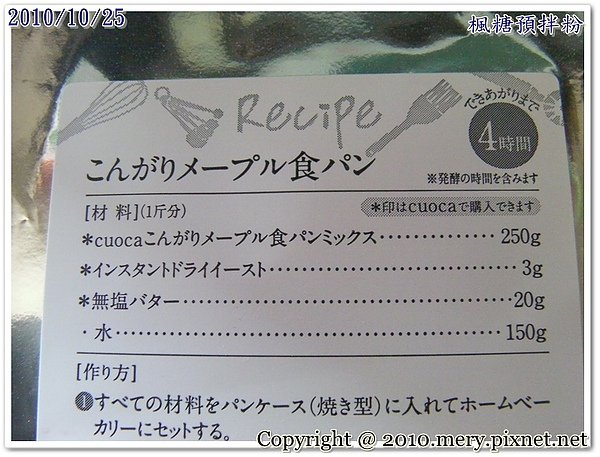 2010/10/25
楓糖預拌粉
Recipe
できあがりまで
4時間
こんがりメープル食パン
※発酵の時間を含みます
[材 料](1斤分)
*印はcuocaで購入できます
*cuocaこんがりメープル食パンミックス・・・・・・・・・・・・・・ 250g
*インスタントドライイースト・・・・・・・・・・・・・・・・・・・・・・・・・・・・・・ 3g
*無塩バター・・・・・・・・・・・・・・・・・・・・・・・・・・・・・・・・・・・・・・・・ 20g
・水・・・・・・・・・・・・・・・・・・・・・・・・・・・・・・・・・・・・・・・・・・・・・・・ 150g
[作り方]
❶すべての材料をパンケース(焼き型)に入れてホームベー
カリーにセットする。
Copyright @ 2010.mery.pixnet.net